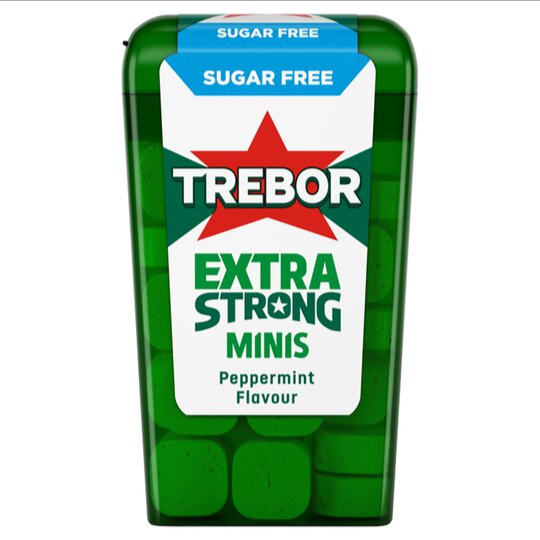 SUGAR FREE
SUGAR FREE
TREBOR
EXTRA
STRONG
MINIS
Peppermint
Flavour